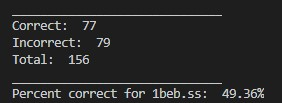 Correct: 77
Incorrect: 79
Total: 156
Percent correct for 1beb.ss: 49.36%